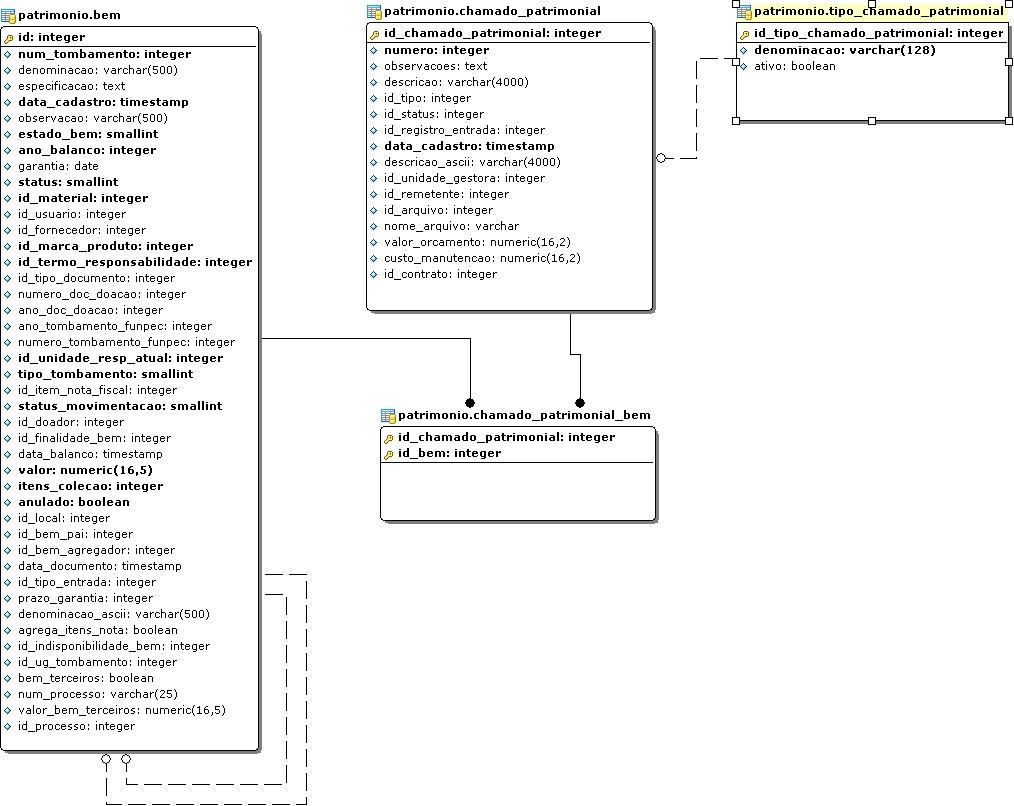 patrimonio.bem
id: integer
num_tombamento: integer
denominacao: varchar(500)
especificacao: text
data_cadastro: timestamp
observacao: varchar(500)
estado_bem: smallint
ano_balanco: integer
garantia: date
status: smallint
id_material: integer
id_usuario: integer
id_fornecedor: integer
id_marca_produto: integer
id_termo_responsabilidade: integer
id_tipo_documento: integer
numero_doc_doacao: integer
ano_doc_doacao: integer
ano_tombamento_funpec: integer
numero_tombamento_funpec: integer
id_unidade_resp_atual: integer
tipo_tombamento: smallint
id_item_nota_fiscal: integer
status_movimentacao: smallint
id_doador: integer
id_finalidade_bem: integer
data_balanco: timestamp
valor: numeric(16,5)
itens_colecao: integer
anulado: boolean
id_local: integer
id_bem_pai: integer
id_bem_agregador: integer
data_documento: timestamp
id_tipo_entrada: integer
prazo_garantia: integer
denominacao_ascii: varchar(500)
agrega_itens_nota: boolean
id_indisponibilidade_bem: integer
id_ug_tombamento: integer
bem_terceiros: boolean
num_processo: varchar(25)
valor_bem_terceiros: numeric(16,5)
id_processo: integer
patrimonio.chamado_patrimonial
id_chamado_patrimonial: integer
numero: integer
observacoes: text
descricao: varchar(4000)
id_tipo: integer
id_status: integer
id_registro_entrada: integer
data_cadastro: timestamp
descricao_ascii: varchar(4000)
id_unidade_gestora: integer
id_remetente: integer
id_arquivo: integer
nome_arquivo: varchar
valor_orcamento: numeric(16,2)
custo_manutencao: numeric(16,2)
id_contrato: integer
patrimonio.tipo_chamado_patrimonial
id_tipo_chamado_patrimonial: integer
denominacao: varchar(128)
ativo: boolean
patrimonio.chamado_patrimonial_bem
id_chamado_patrimonial: integer
id_bem: integer